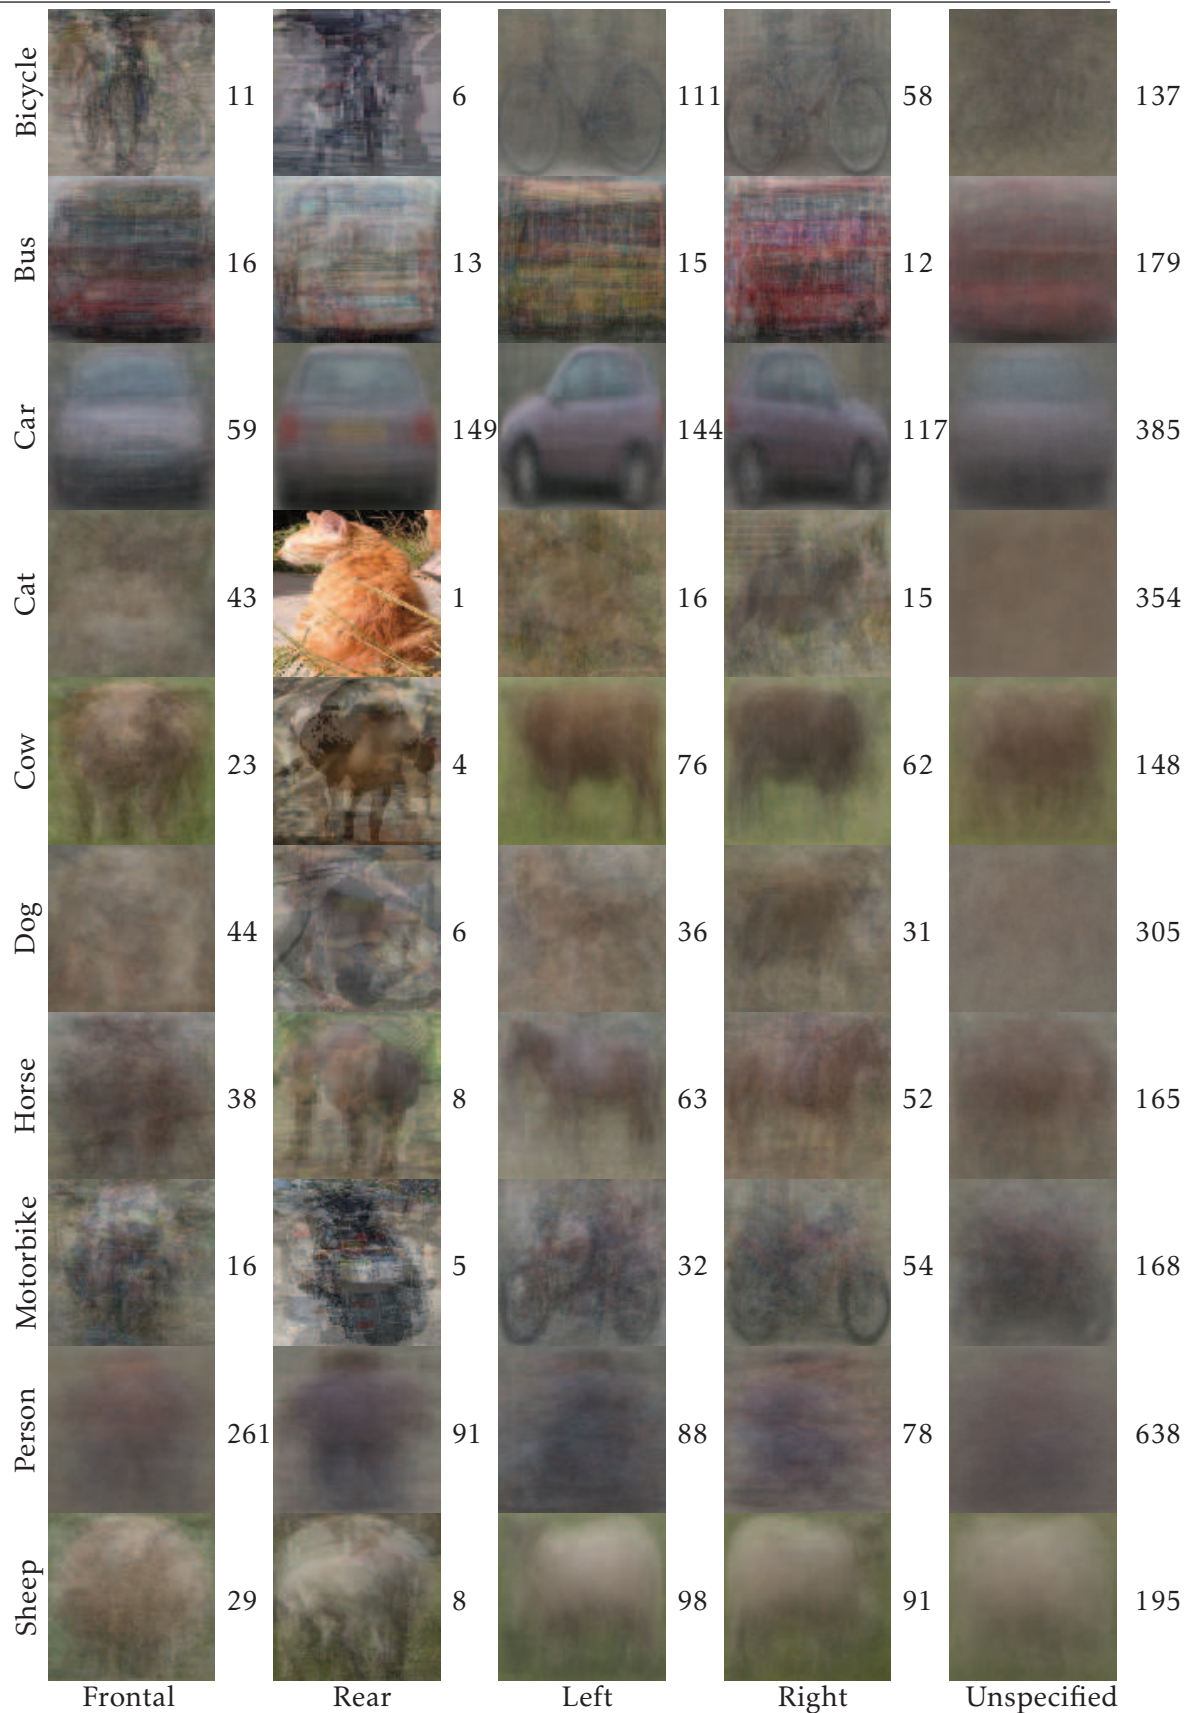 Bicycle 11 6 111 58 137
Bus 16 13 15 12 179
Car 59 149 144 117 385
Cat 43 1 16 15 354
Cow 23 4 76 62 148
Dog 44 6 36 31 305
Horse 38 8 63 52 165
Motorbike 16 5 32 54 168
Person 261 91 88 78 638
Sheep 29 8 98 91 195
Frontal Rear Left Right Unspecified